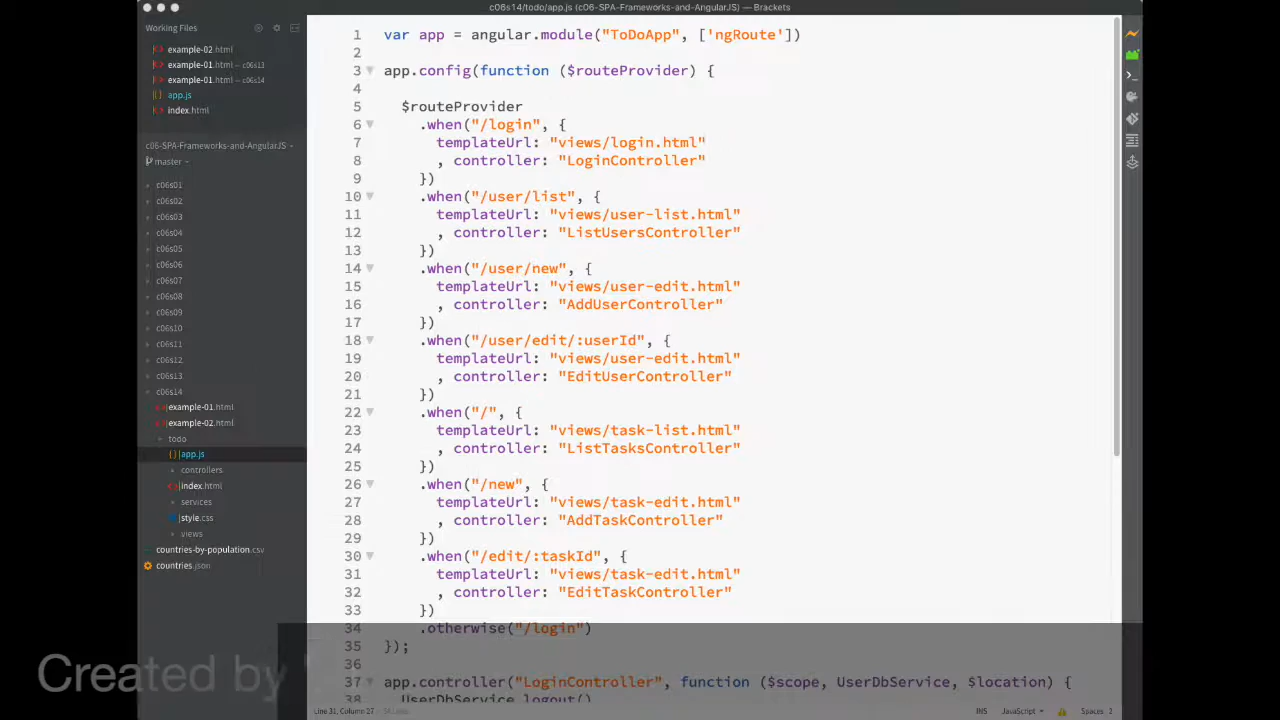 c06s14/todo/app.js (c06-SPA-Frameworks-and-AngularJS) — Brackets
Working Files
example-02.html
example-01.html — c06s13
example-01.html — c06s14
app.js
index.html
c06-SPA-Frameworks-and-AngularJS
master
c06s01
c06s02
c06s03
c06s04
c06s05
c06s06
c06s07
c06s08
c06s09
c06s10
c06s11
c06s12
c06s13
c06s14
example-01.html
example-02.html
todo
app.js
controllers
index.html
services
style.css
views
countries-by-population.csv
countries.json
1 var app = angular.module("ToDoApp", ['ngRoute'])
2
3 app.config(function ($routeProvider) {
4
5 $routeProvider
6 .when("/login", {
7 templateUrl: "views/login.html"
8 , controller: "LoginController"
9 })
10 .when("/user/list", {
11 templateUrl: "views/user-list.html"
12 , controller: "ListUsersController"
13 })
14 .when("/user/new", {
15 templateUrl: "views/user-edit.html"
16 , controller: "AddUserController"
17 })
18 .when("/user/edit/:userId", {
19 templateUrl: "views/user-edit.html"
20 , controller: "EditUserController"
21 })
22 .when("/", {
23 templateUrl: "views/task-list.html"
24 , controller: "ListTasksController"
25 })
26 .when("/new", {
27 templateUrl: "views/task-edit.html"
28 , controller: "AddTaskController"
29 })
30 .when("/edit/:taskId", {
31 templateUrl: "views/task-edit.html"
32 , controller: "EditTaskController"
33 })
34 .otherwise("/login")
35 });
36
37 app.controller("LoginController", function ($scope, UserDbService, $location) {
38 UserDbService.logout()
Created by
Line 31, Column 27
INS JavaScript Spaces: 2